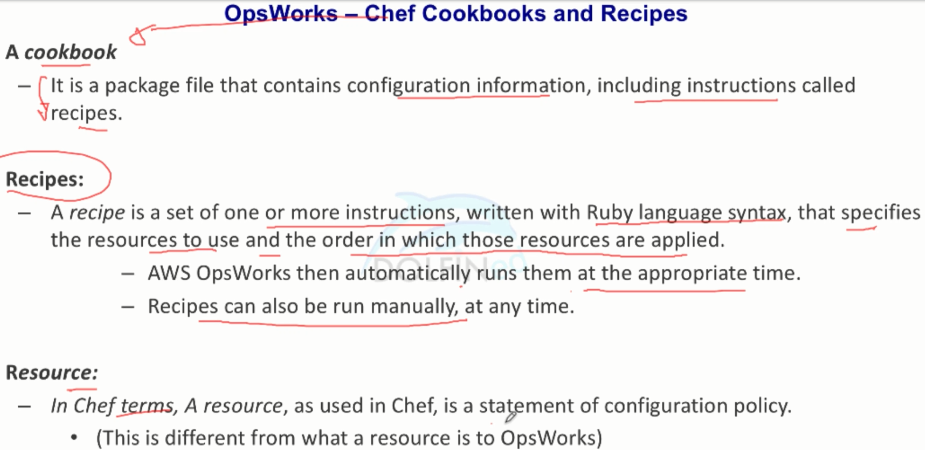 OpsWorks – Chef Cookbooks and Recipes
A cookbook
– It is a package file that contains configuration information, including instructions called
recipes.
Recipes:
– A recipe is a set of one or more instructions, written with Ruby language syntax, that specifies
the resources to use and the order in which those resources are applied.
DOLFINED
– AWS OpsWorks then automatically runs them at the appropriate time.
– Recipes can also be run manually, at any time.
Resource:
– In Chef terms, A resource, as used in Chef, is a statement of configuration policy.
• (This is different from what a resource is to OpsWorks)